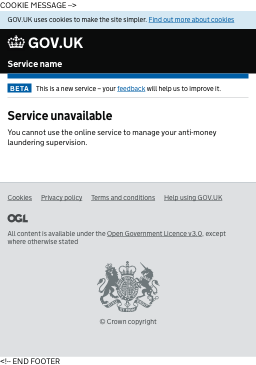 COOKIE MESSAGE -->
GOV.UK uses cookies to make the site simpler. Find out more about cookies
GOV.UK
Service name
BETA This is a new service – your feedback will help us to improve it.
Service unavailable
You cannot use the online service to manage your anti-money
laundering supervision.
Cookies Privacy policy Terms and conditions Help using GOV.UK
OGL
All content is available under the Open Government Licence v3.0, except
where otherwise stated
© Crown copyright
<!-- END FOOTER